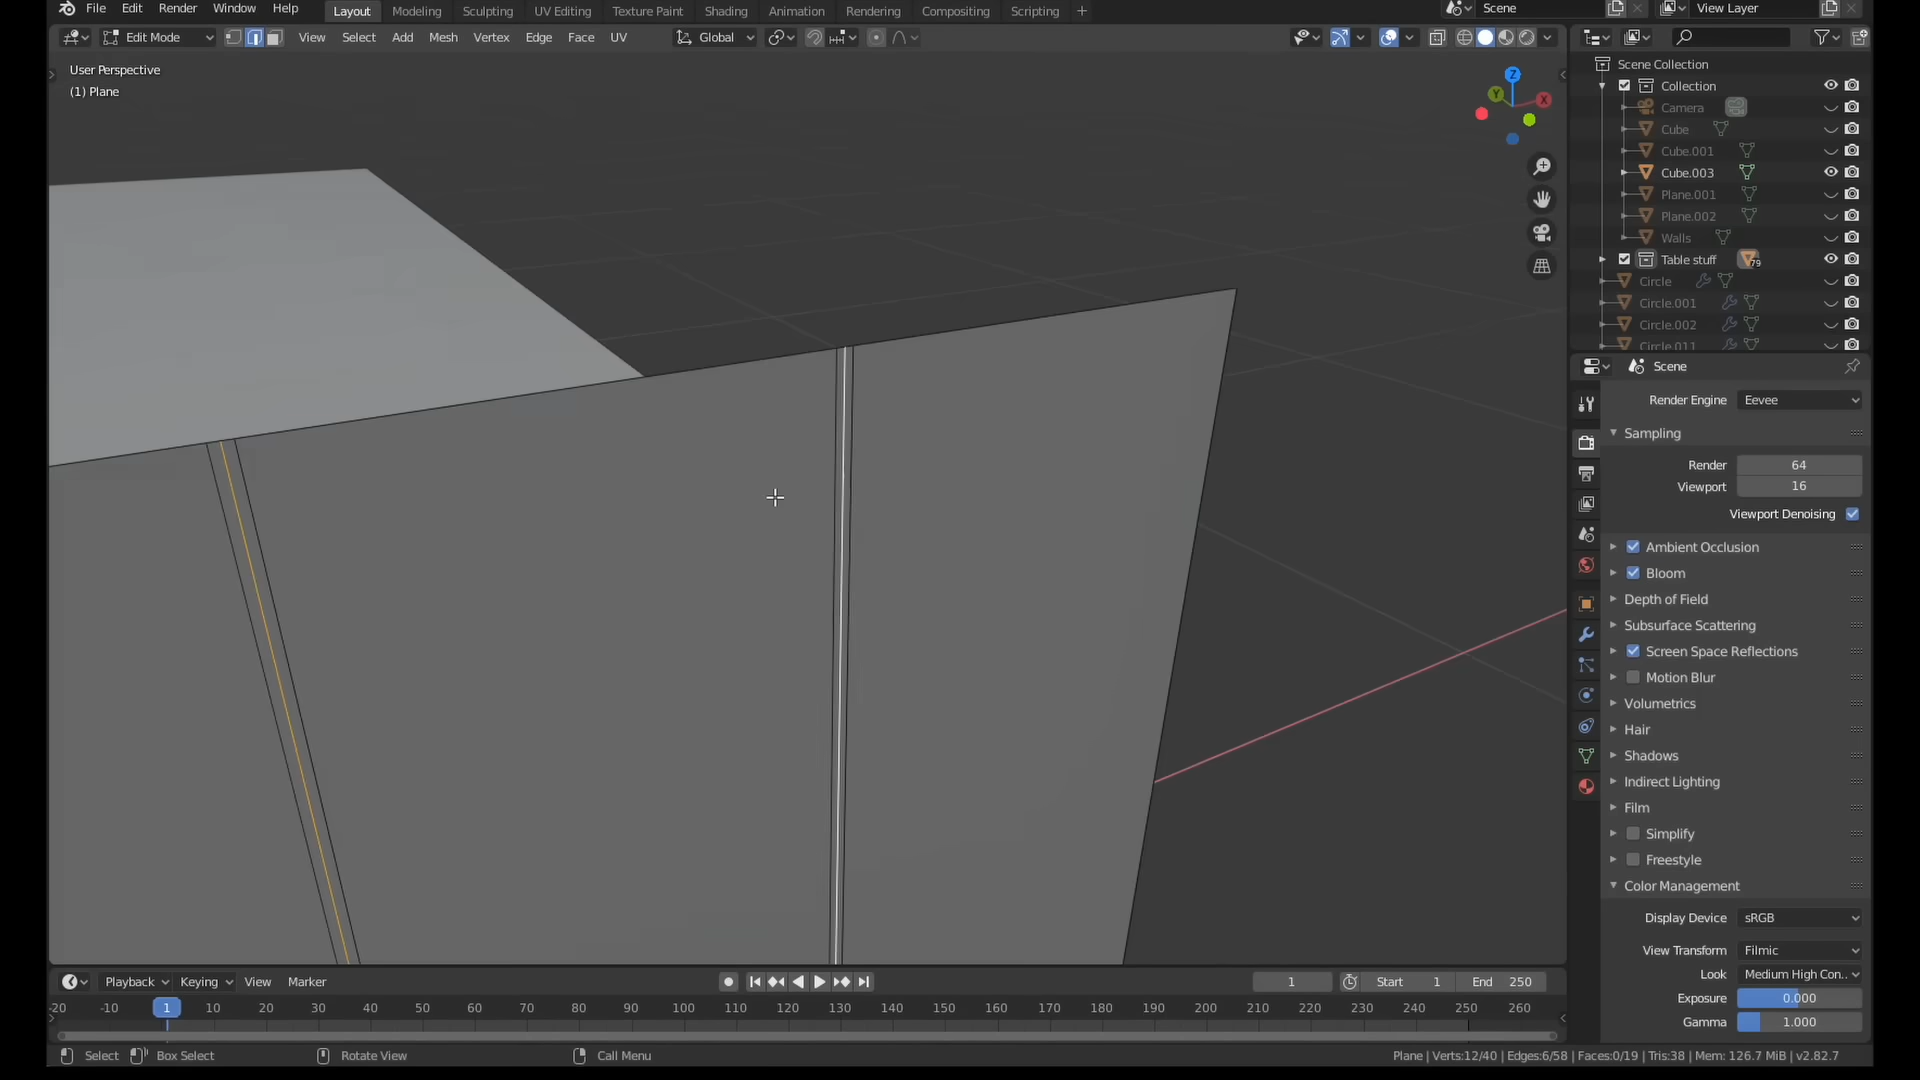 File Edit Render Window Help Layout Modeling Sculpting UV Editing Texture Paint Shading Animation Rendering Compositing Scripting + Scene View Layer
Edit Mode View Select Add Mesh Vertex Edge Face UV Global
User Perspective
(1) Plane
Z
Y
X
Scene Collection
Collection
Camera
Cube
Cube.001
Cube.003
Plane.001
Plane.002
Walls
Table stuff 79
Circle
Circle.001
Circle.002
Circle.011
Scene
Render Engine Eevee
Sampling
Render 64
Viewport 16
Viewport Denoising
Ambient Occlusion
Bloom
Depth of Field
Subsurface Scattering
Screen Space Reflections
Motion Blur
Volumetrics
Hair
Shadows
Indirect Lighting
Film
Simplify
Freestyle
Color Management
Display Device sRGB
View Transform Filmic
Look Medium High Con..
Exposure 0.000
Gamma 1.000
Playback Keying View Marker 1 Start 1 End 250
-20 -10 1 10 20 30 40 50 60 70 80 90 100 110 120 130 140 150 160 170 180 190 200 210 220 230 240 250 260
Select Box Select Rotate View Call Menu Plane | Verts:12/40 | Edges:6/58 | Faces:0/19 | Tris:38 | Mem: 126.7 MiB | v2.82.7